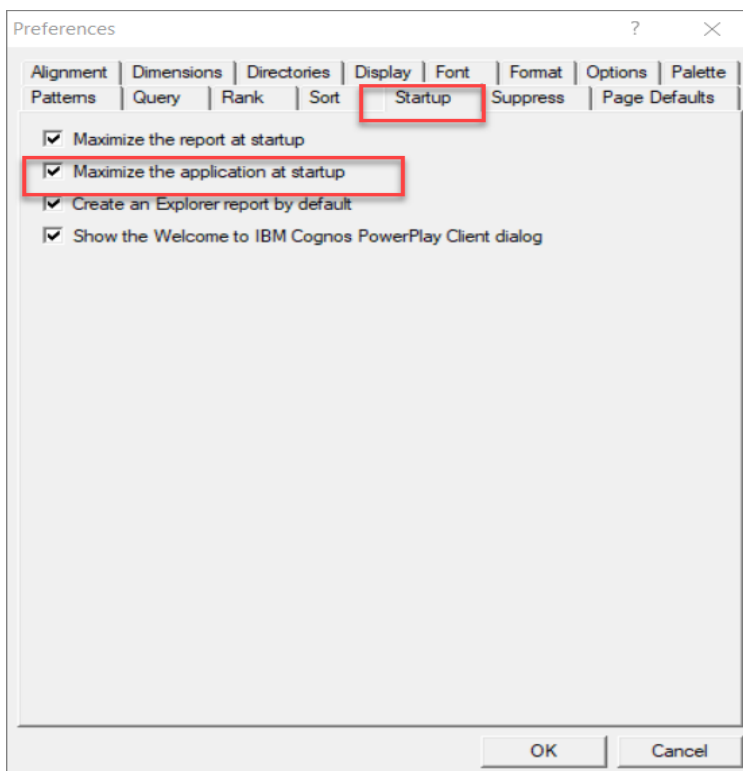 Preferences ?
Alignment Dimensions Directories Display Font Format Options Palette
Patterns Query Rank Sort Startup Suppress Page Defaults
Maximize the report at startup
Maximize the application at startup
Create an Explorer report by default
Show the Welcome to IBM Cognos PowerPlay Client dialog
OK Cancel